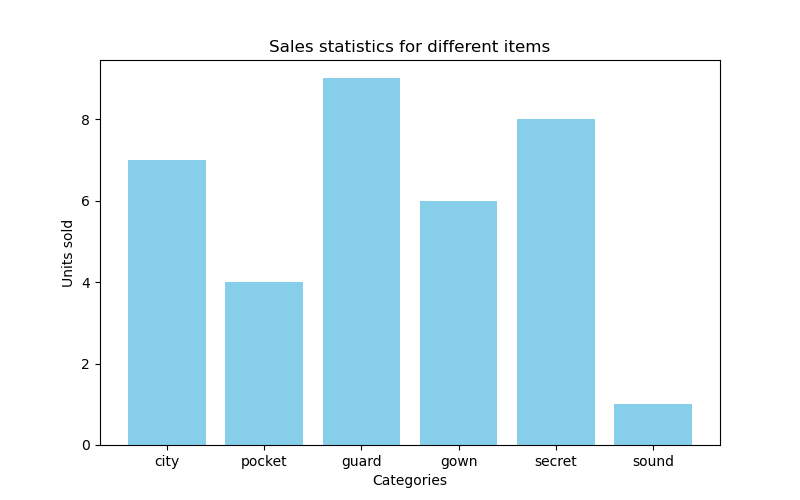 Sales statistics for different items
Units sold
8
6
4
2
0
city pocket guard gown secret sound
Categories